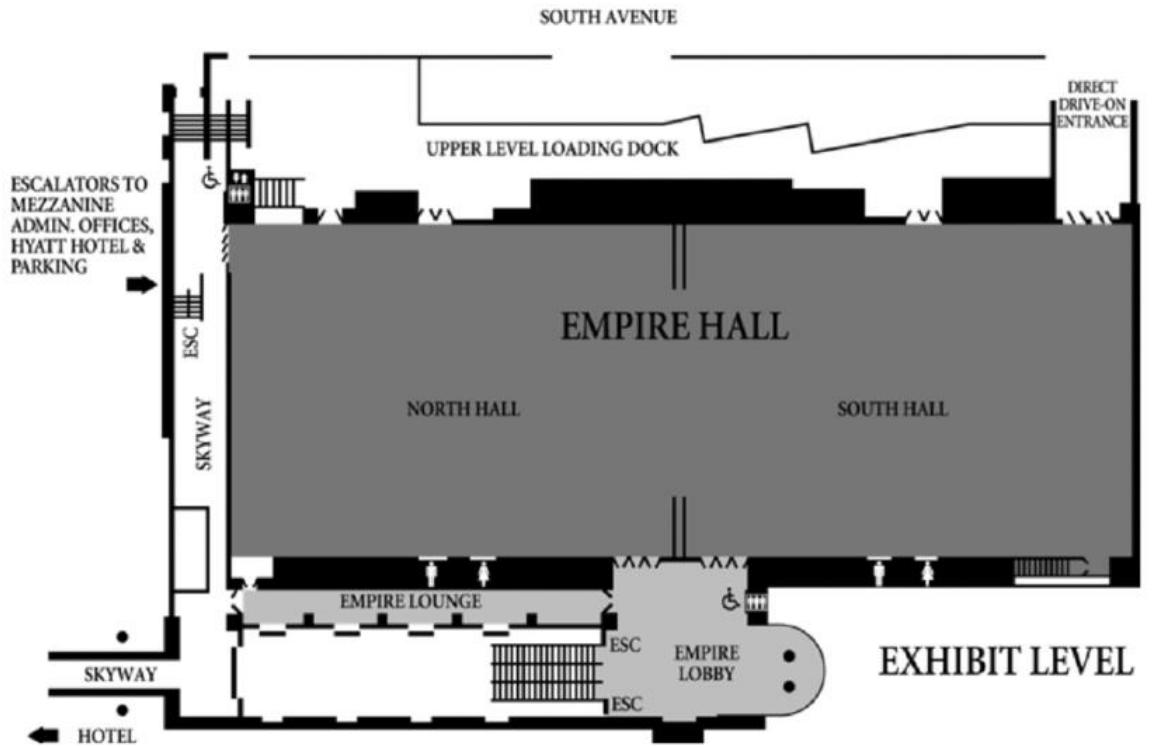 SOUTH AVENUE
DIRECT
DRIVE-ON
ENTRANCE
UPPER LEVEL LOADING DOCK
ESCALATORS TO
MEZZANINE
ADMIN. OFFICES,
HYATT HOTEL &
PARKING
EMPIRE HALL
ESC
NORTH HALL
SOUTH HALL
SKYWAY
EMPIRE LOUNGE
ESC
EMPIRE
LOBBY
EXHIBIT LEVEL
SKYWAY
ESC
HOTEL